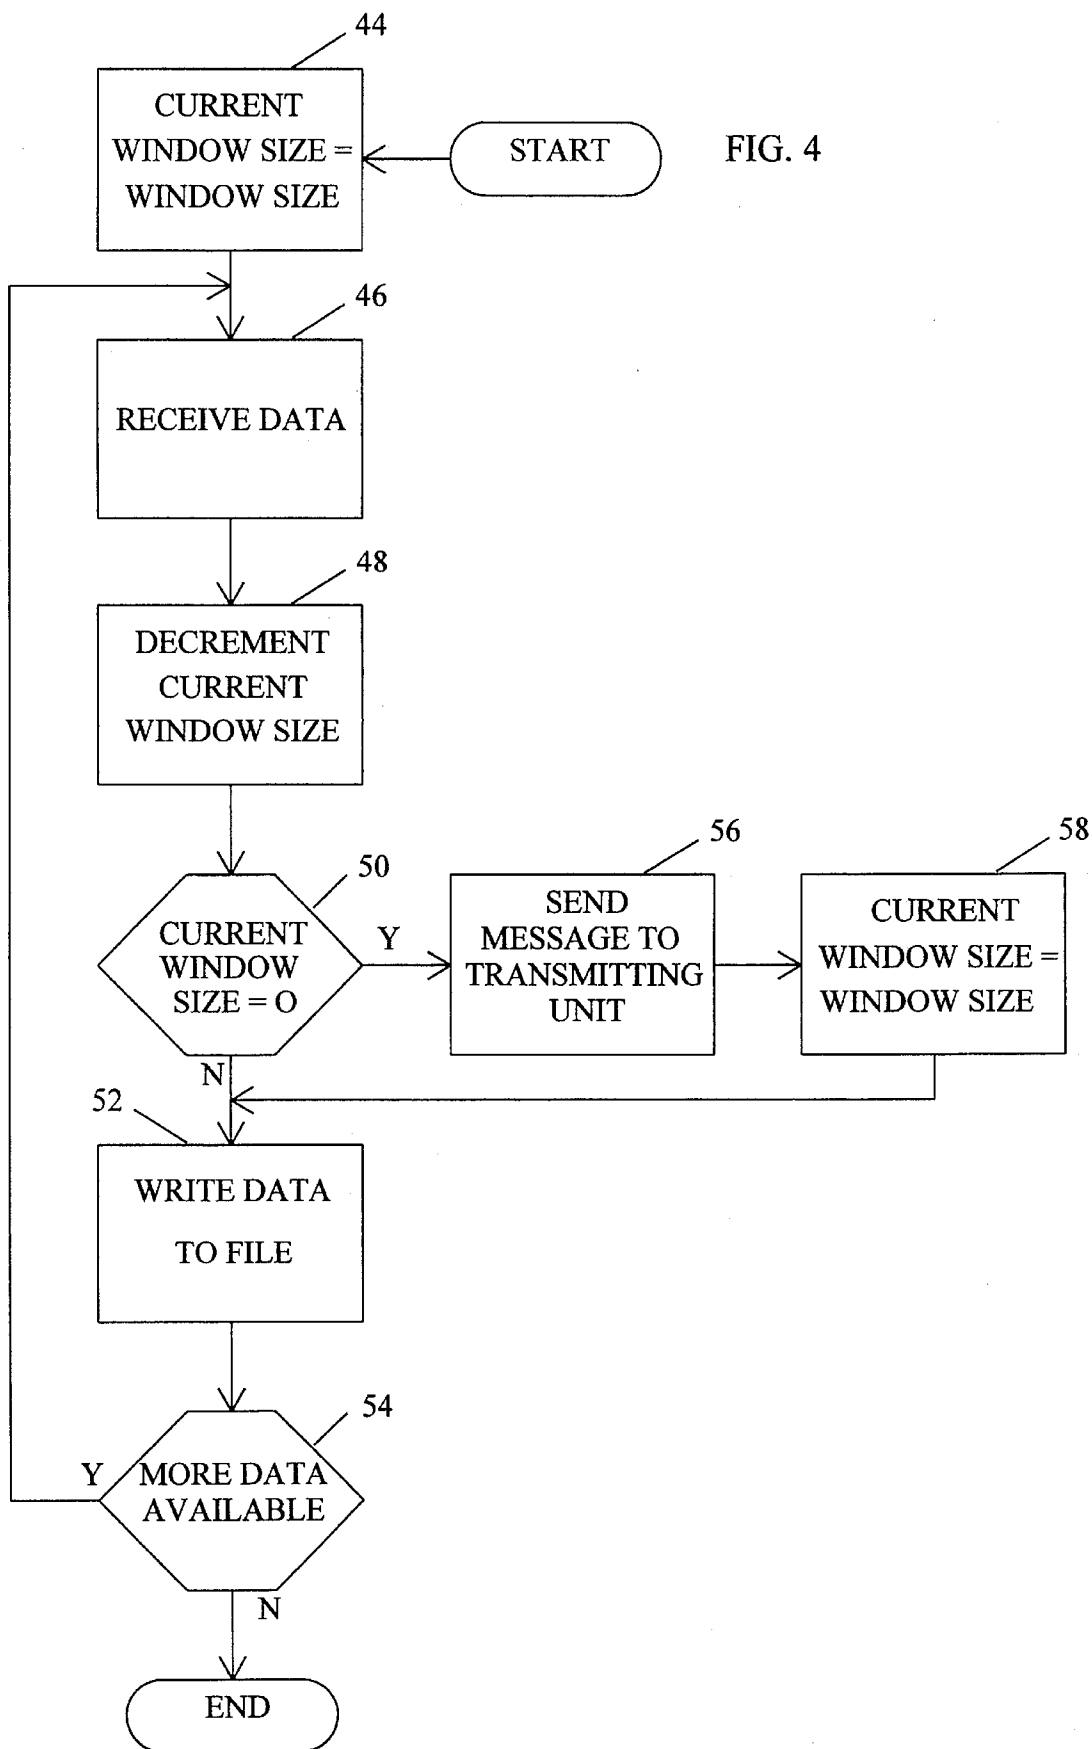 44
CURRENT
WINDOW SIZE =
WINDOW SIZE
START
FIG. 4
46
RECEIVE DATA
48
DECREMENT
CURRENT
WINDOW SIZE
50
CURRENT
WINDOW
SIZE = O
Y
N
56
SEND
MESSAGE TO
TRANSMITTING
UNIT
58
CURRENT
WINDOW SIZE =
WINDOW SIZE
52
WRITE DATA
TO FILE
54
MORE DATA
AVAILABLE
Y
N
END